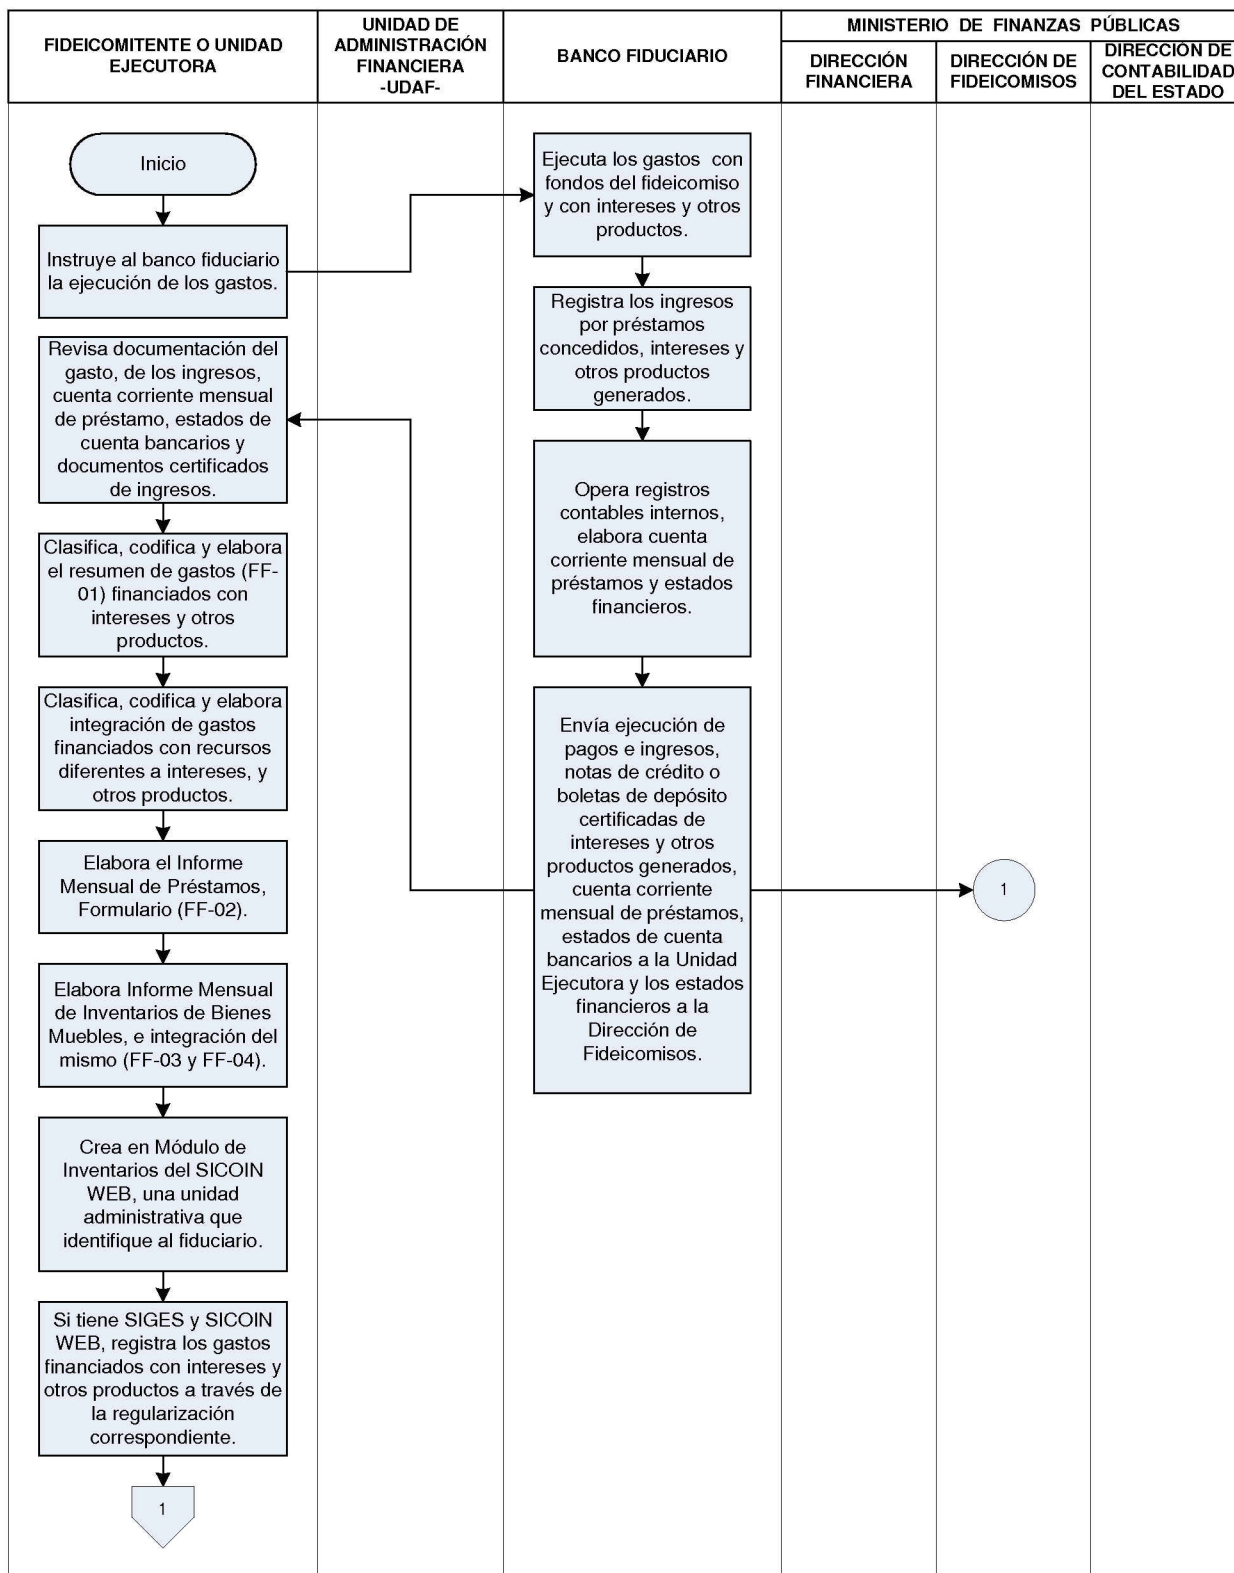 FIDEICOMITENTE O UNIDAD
EJECUTORA
UNIDAD DE
ADMINISTRACIÓN
FINANCIERA
-UDAF-
BANCO FIDUCIARIO
MINISTERIO DE FINANZAS PÚBLICAS
DIRECCIÓN
FINANCIERA
DIRECCIÓN DE
FIDEICOMISOS
DIRECCIÓN DE
CONTABILIDAD
DEL ESTADO
Inicio
Instruye al banco fiduciario
la ejecución de los gastos.
Revisa documentación del
gasto, de los ingresos,
cuenta corriente mensual
de préstamo, estados de
cuenta bancarios y
documentos certificados
de ingresos.
Clasifica, codifica y elabora
el resumen de gastos (FF-
01) financiados con
intereses y otros
productos.
Clasifica, codifica y elabora
integración de gastos
financiados con recursos
diferentes a intereses, y
otros productos.
Elabora el Informe
Mensual de Préstamos,
Formulario (FF-02).
Elabora Informe Mensual
de Inventarios de Bienes
Muebles, e integración del
mismo (FF-03 y FF-04).
Crea en Módulo de
Inventarios del SICOIN
WEB, una unidad
administrativa que
identifique al fiduciario.
Si tiene SIGES y SICOIN
WEB, registra los gastos
financiados con intereses y
otros productos a través de
la regularización
correspondiente.
1
Ejecuta los gastos con
fondos del fideicomiso
y con intereses y otros
productos.
Registra los ingresos
por préstamos
concedidos, intereses y
otros productos
generados.
Opera registros
contables internos,
elabora cuenta
corriente mensual de
préstamos y estados
financieros.
Envía ejecución de
pagos e ingresos,
notas de crédito o
boletas de depósito
certificadas de
intereses y otros
productos generados,
cuenta corriente
mensual de préstamos,
estados de cuenta
bancarios a la Unidad
Ejecutora y los estados
financieros a la
Dirección de
Fideicomisos.
1